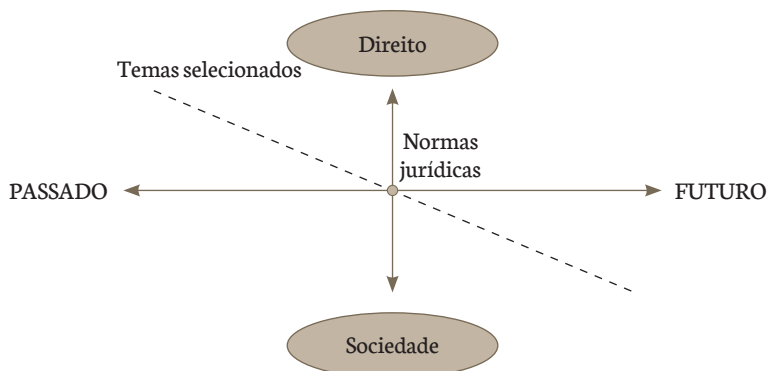 Direito
Temas selecionados
Normas
jurídicas
PASSADO
FUTURO
Sociedade